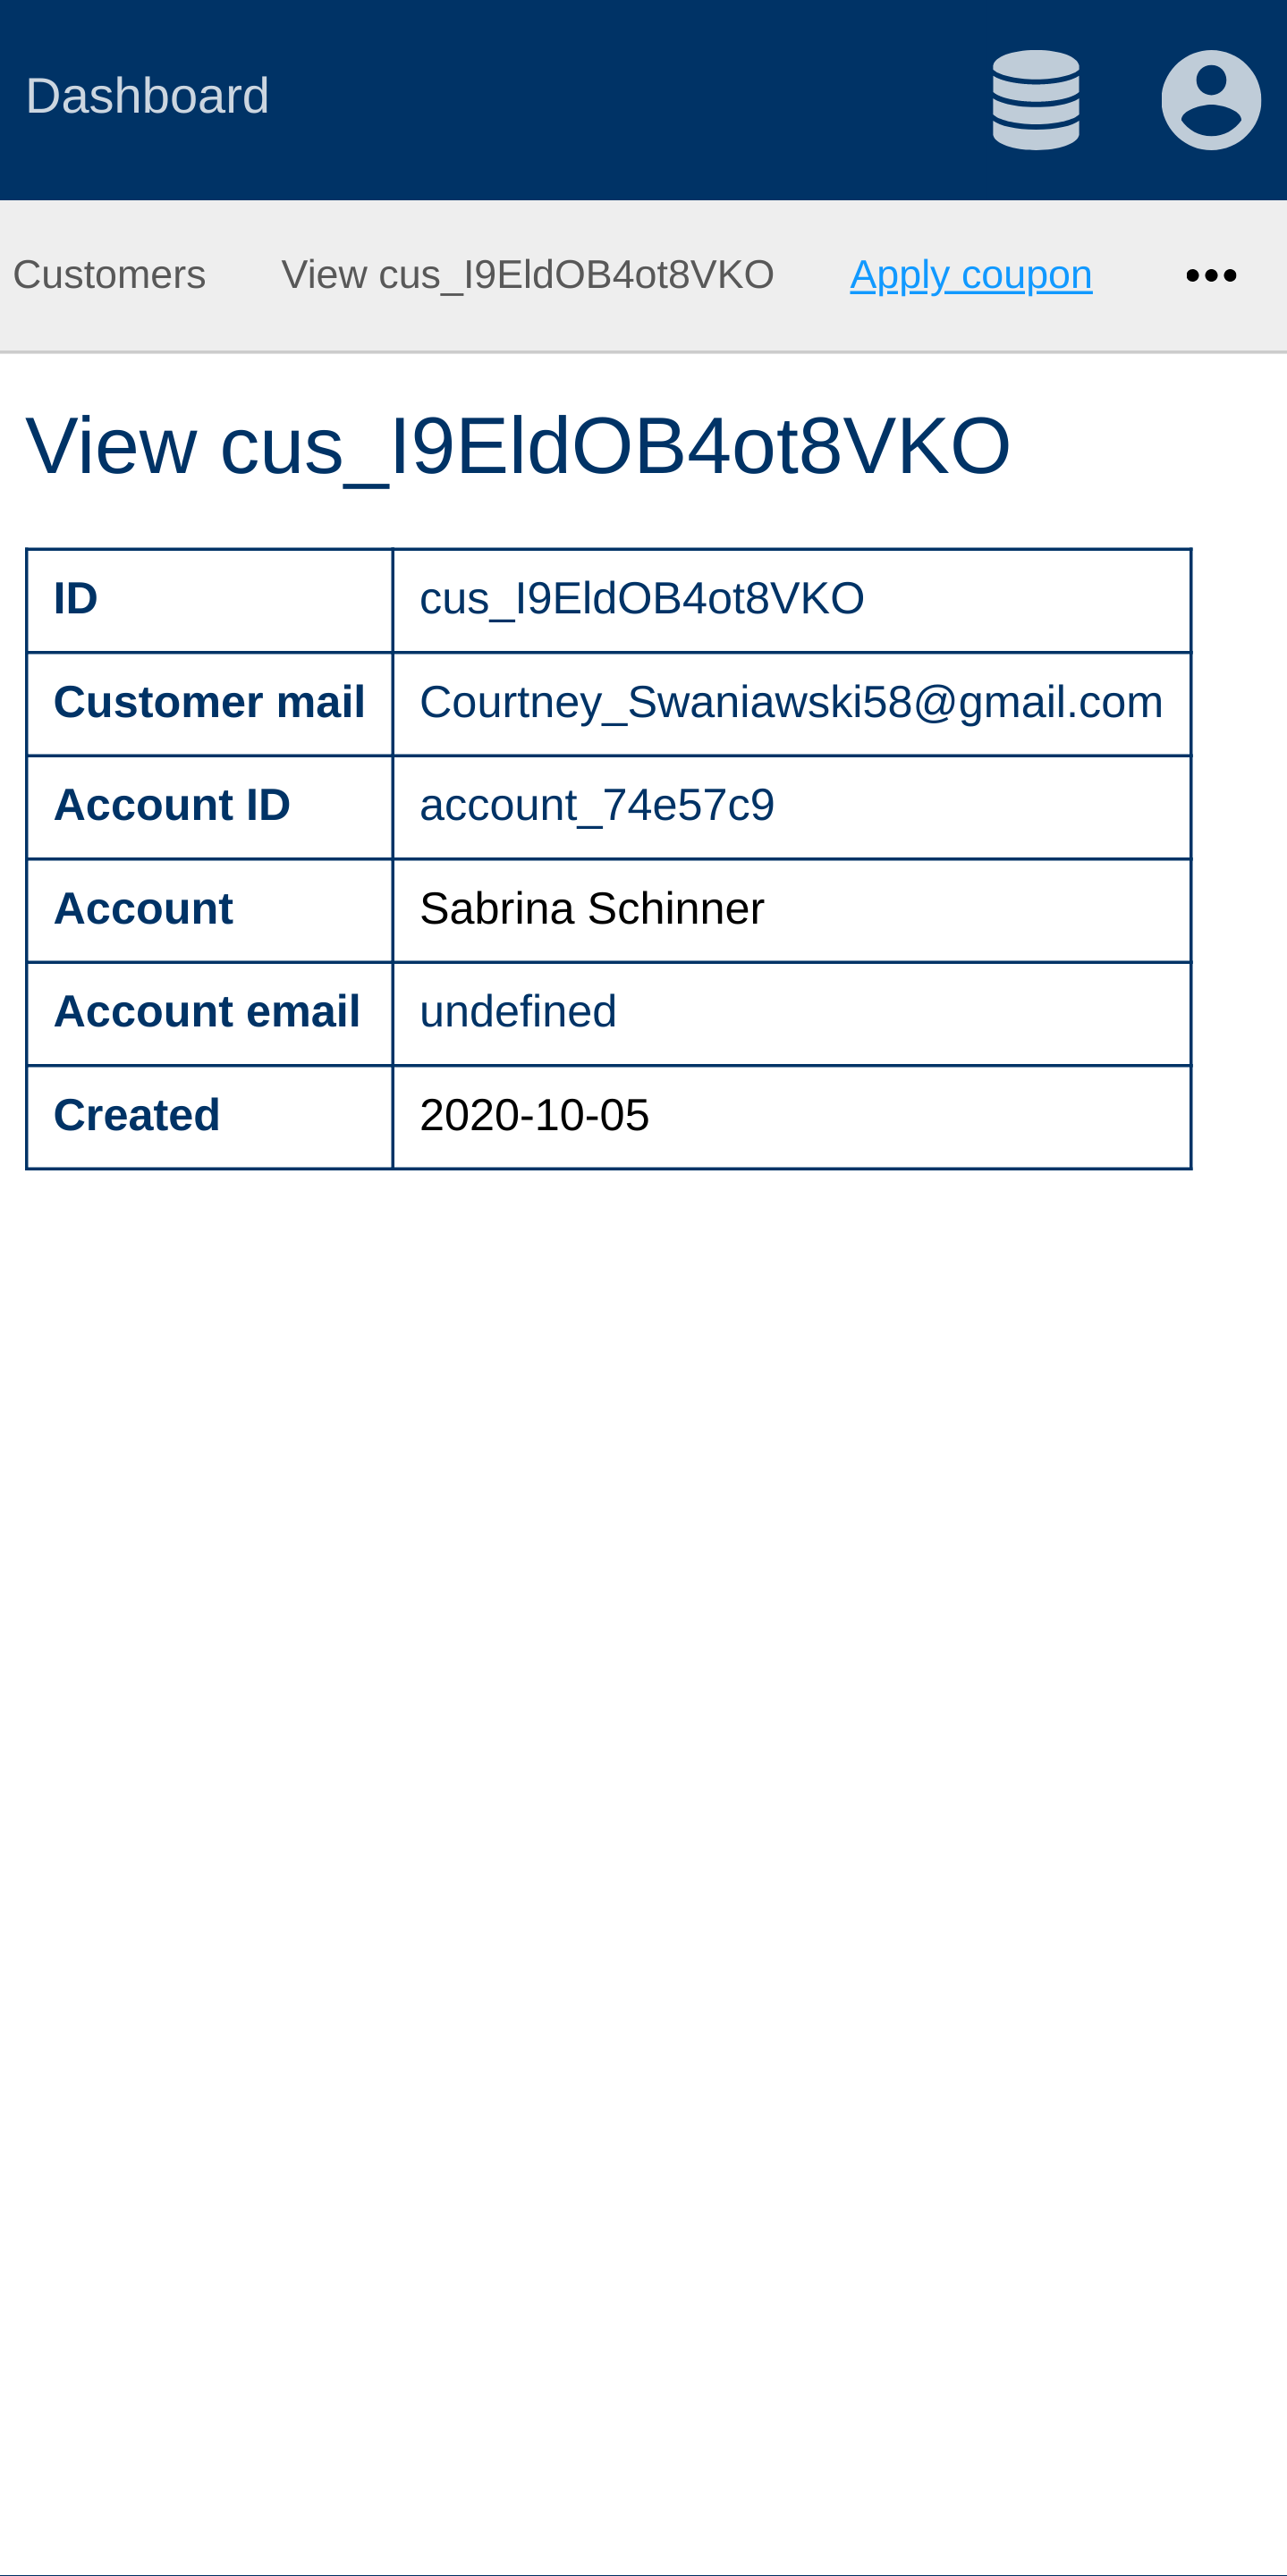 Dashboard
Customers View cus_I9EldOB4ot8VKO Apply coupon •••
View cus_I9EldOB4ot8VKO
ID cus_I9EldOB4ot8VKO
Customer mail Courtney_Swaniawski58@gmail.com
Account ID account_74e57c9
Account Sabrina Schinner
Account email undefined
Created 2020-10-05